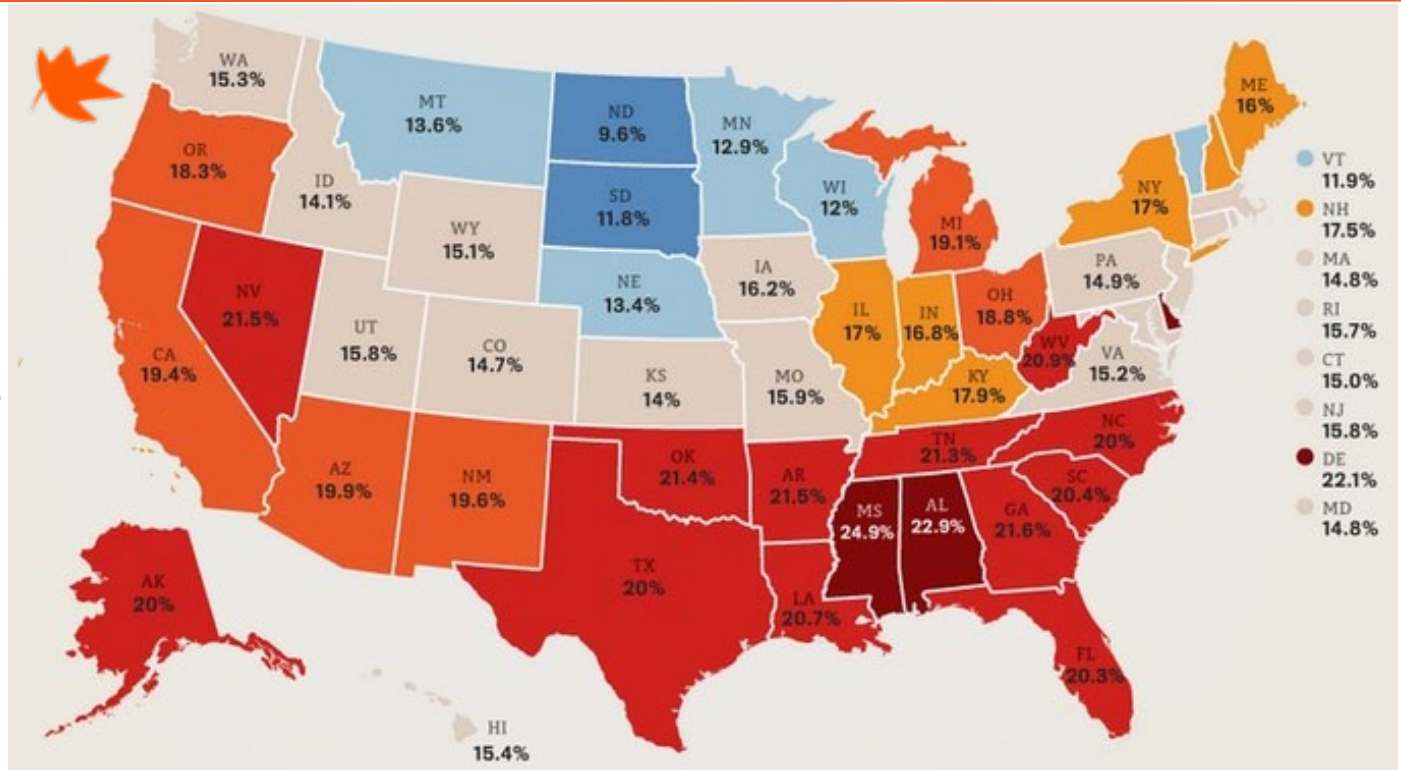 WA
15.3%
MT
13.6%
ND
9.6%
MN
12.9%
ME
16%
OR
18.3%
ID
14.1%
WY
15.1%
SD
11.8%
WI
12%
MI
19.1%
NY
17%
VT
11.9%
NH
17.5%
MA
14.8%
RI
15.7%
CT
15.0%
NJ
15.8%
DE
22.1%
MD
14.8%
NV
21.5%
UT
15.8%
CO
14.7%
NE
13.4%
IA
16.2%
IL
17%
IN
16.8%
OH
18.8%
PA
14.9%
CA
19.4%
KS
14%
MO
15.9%
KY
17.9%
WV
20.9%
VA
15.2%
AZ
19.9%
NM
19.6%
OK
21.4%
AR
21.5%
TN
21.3%
NC
20%
SC
20.4%
MS
24.9%
AL
22.9%
GA
21.6%
AK
20%
TX
20%
LA
20.7%
FL
20.3%
HI
15.4%